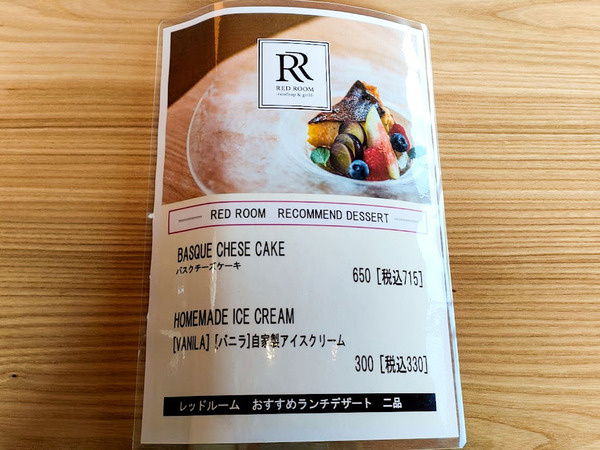 RR
RED ROOM
rooftop & grill
RED ROOM RECOMMEND DESSERT
BASQUE CHESE CAKE
バスクチーズケーキ
650 [税込715]
HOMEMADE ICE CREAM
[VANILA] [バニラ]自家製アイスクリーム
300 [税込330]
レッドルーム おすすめランチデザート 二品